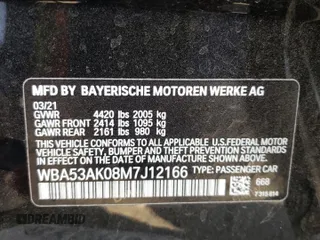 MFD BY BAYERISCHE MOTOREN WERKE AG
03/21
GVWR 4420 lbs 2005 kg
GAWR FRONT 2414 lbs 1095 kg
GAWR REAR 2161 lbs 980 kg
THIS VEHICLE CONFORMS TO ALL APPLICABLE U.S. FEDERAL MOTOR
VEHICLE SAFETY, BUMPER, AND THEFT PREVENTION STANDARDS IN
EFFECT ON THE DATE OF MANUFACTURE SHOWN ABOVE.
WBA53AK08M7J12166 TYPE: PASSENGER CAR
668
AUTOBIDMASTER